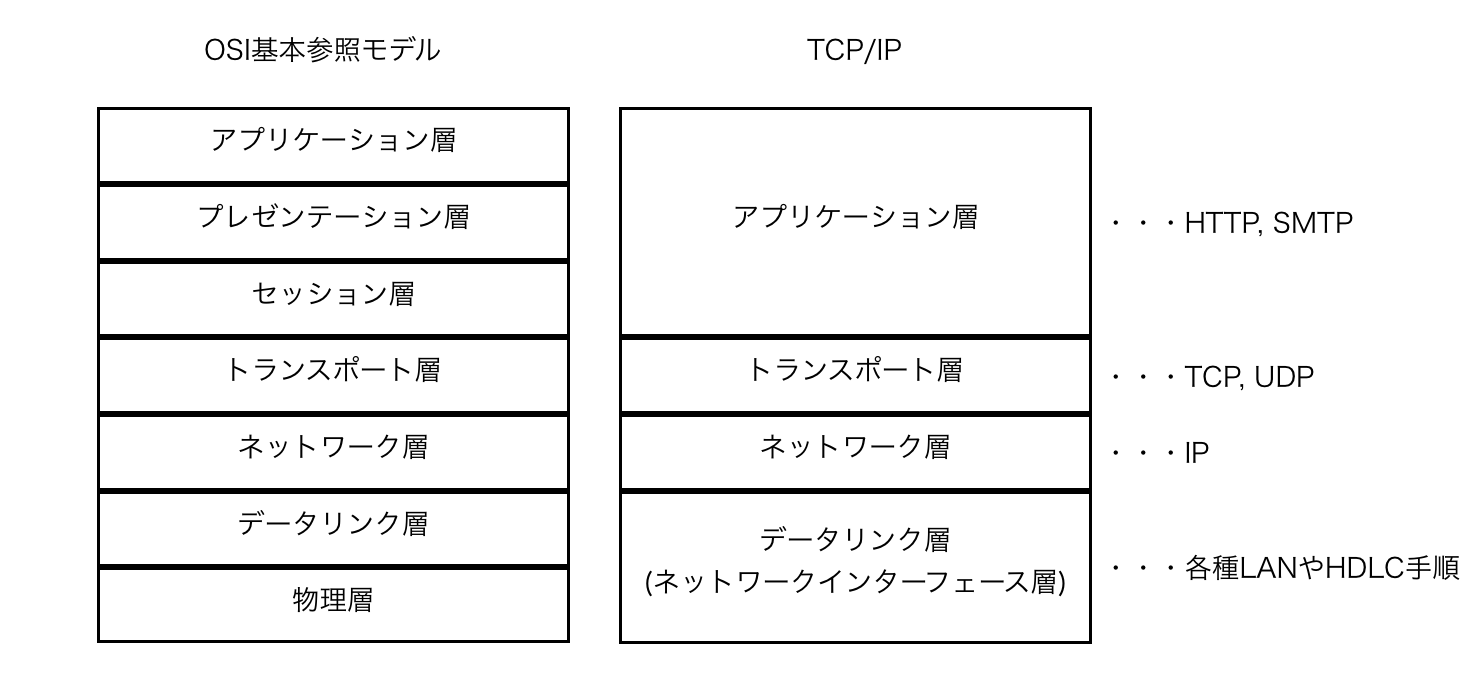 OSI基本参照モデル
TCP/IP
アプリケーション層
プレゼンテーション層
セッション層
トランスポート層
ネットワーク層
データリンク層
物理層
アプリケーション層
・・・HTTP, SMTP
トランスポート層
・・・TCP, UDP
ネットワーク層
・・・IP
データリンク層
(ネットワークインターフェース層)
・・・各種LANやHDLC手順